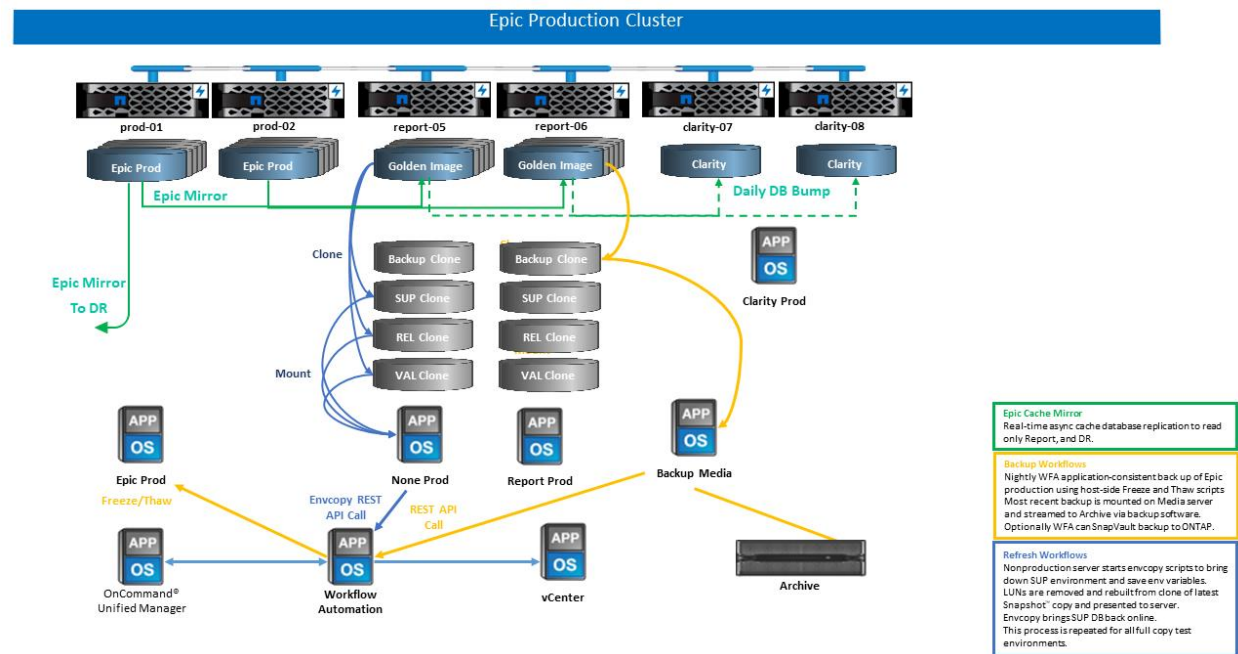 Epic Production Cluster
prod-01
prod-02
report-05
report-06
clarity-07
clarity-08
Epic Prod
Epic Prod
Golden Image
Golden Image
Clarity
Clarity
Epic Mirror
Daily DB Bump
Clone
Backup Clone
Backup Clone
APP
OS
Clarity Prod
Epic Mirror
To DR
SUP Clone
SUP Clone
REL Clone
REL Clone
Mount
VAL Clone
VAL Clone
APP
OS
Epic Prod
APP
OS
None Prod
APP
OS
Report Prod
APP
OS
Backup Media
Freeze/Thaw
Envcopy REST
API Call
REST API
Call
APP
OS
OnCommand®
Unified Manager
APP
OS
Workflow
Automation
APP
OS
vCenter
Archive
Epic Cache Mirror
Real-time async cache database replication to read
only Report, and DR.
Backup Workflows
Nightly WFA application-consistent back up of Epic
production using host-side Freeze and Thaw scripts
Most recent backup is mounted on Media server
and streamed to Archive via backup software.
Optionally WFA can SnapVault backup to ONTAP.
Refresh Workflows
Nonproduction server starts envcopy scripts to bring
down SUP environment and save env variables.
LUNs are removed and rebuilt from clone of latest
Snapshot™ copy and presented to server.
Envcopy brings SUP DB back online.
This process is repeated for all full copy test
environments.